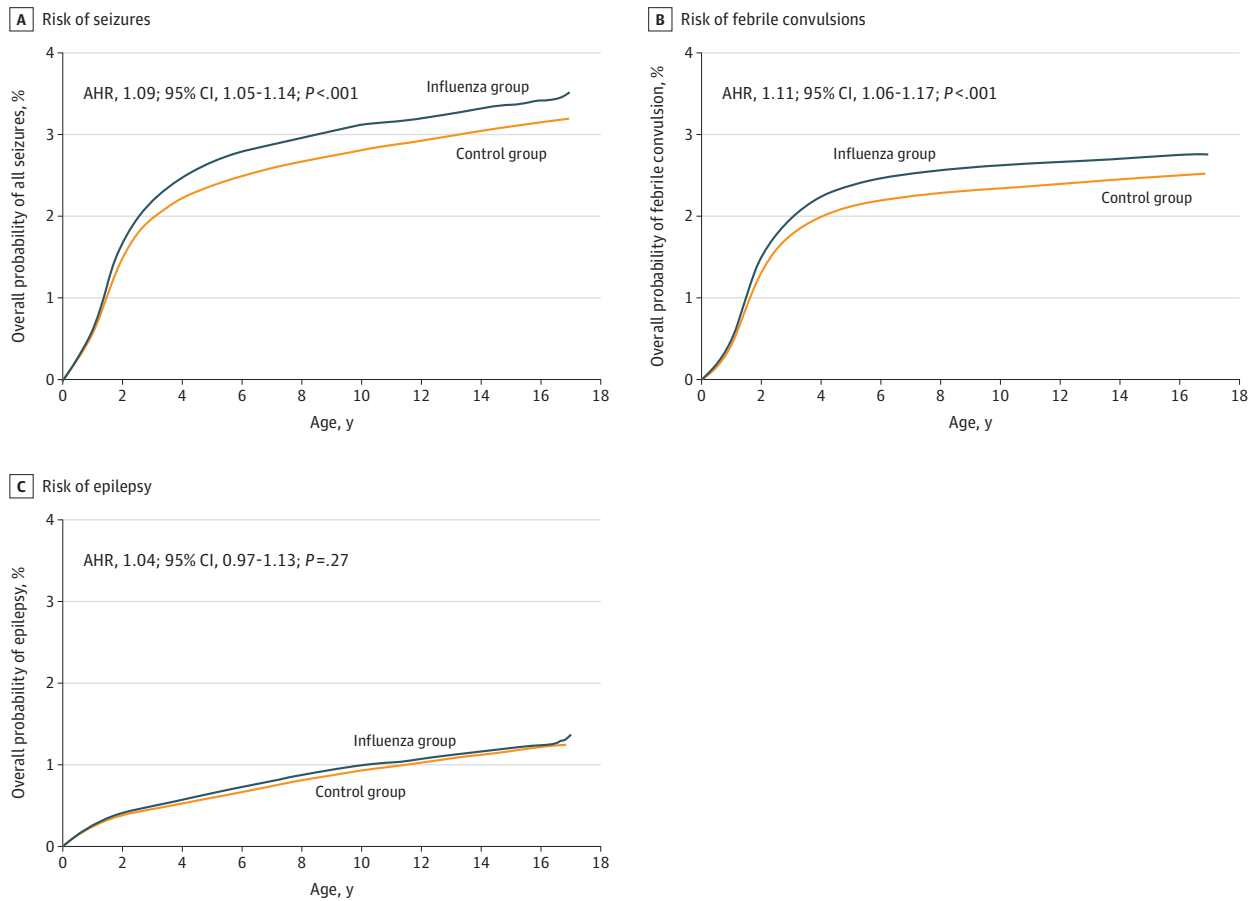 A Risk of seizures
Overall probability of all seizures, %
4
3
2
1
0
AHR, 1.09; 95% CI, 1.05-1.14; P <.001
Influenza group
Control group
0 2 4 6 8 10 12 14 16 18
Age, y
B Risk of febrile convulsions
Overall probability of febrile convulsion, %
4
3
2
1
0
AHR, 1.11; 95% CI, 1.06-1.17; P <.001
Influenza group
Control group
0 2 4 6 8 10 12 14 16 18
Age, y
C Risk of epilepsy
Overall probability of epilepsy, %
4
3
2
1
0
AHR, 1.04; 95% CI, 0.97-1.13; P =.27
Influenza group
Control group
0 2 4 6 8 10 12 14 16 18
Age, y